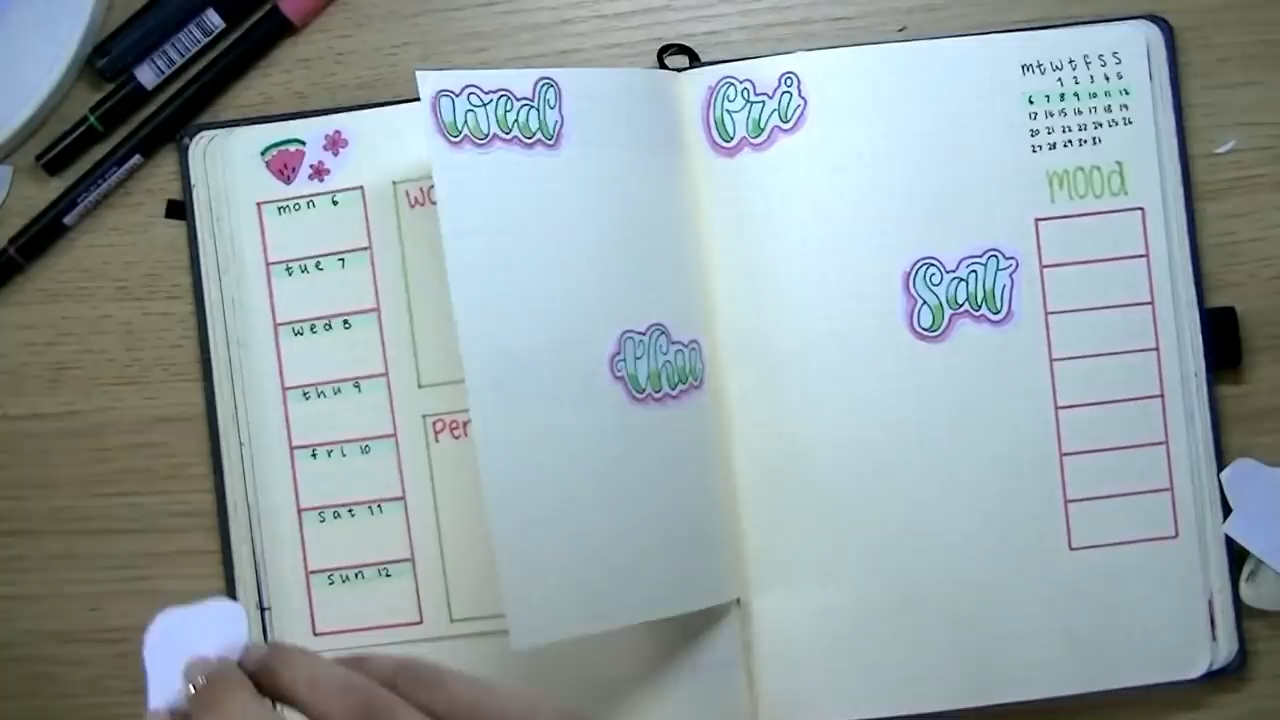 mon 6
tue 7
wed 8
thu 9
fri 10
sat 11
sun 12
wed
thu
fri
sat
m t w t f s s
1 2 3 4 5
6 7 8 9 10 11 12
17 14 15 16 17 18 19
20 21 22 23 24 25 26
27 28 29 30 31
mood